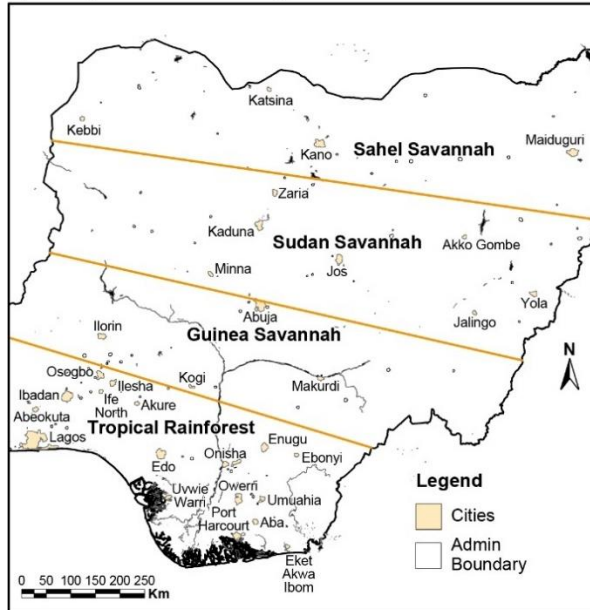 Katsina
Kebbi
Kano
Sahel Savannah
Maiduguri
Zaria
Kaduna
Sudan Savannah
Akko Gombe
Minna
Jos
Yola
Abuja
Jalingo
Ilorin
Guinea Savannah
N
Osegbo
Ilesha
Kogi
Makurdi
Ibadan
Ife
North
Akure
Abeokuta
Tropical Rainforest
Lagos
Enugu
Edo
Onisha
Ebonyi
Legend
Uvwie
Warri
Owerri
Umuahia
Cities
Port
Harcourt
Aba
Admin
Boundary
Eket
Akwa
Ibom
0 50 100 150 200 250
Km